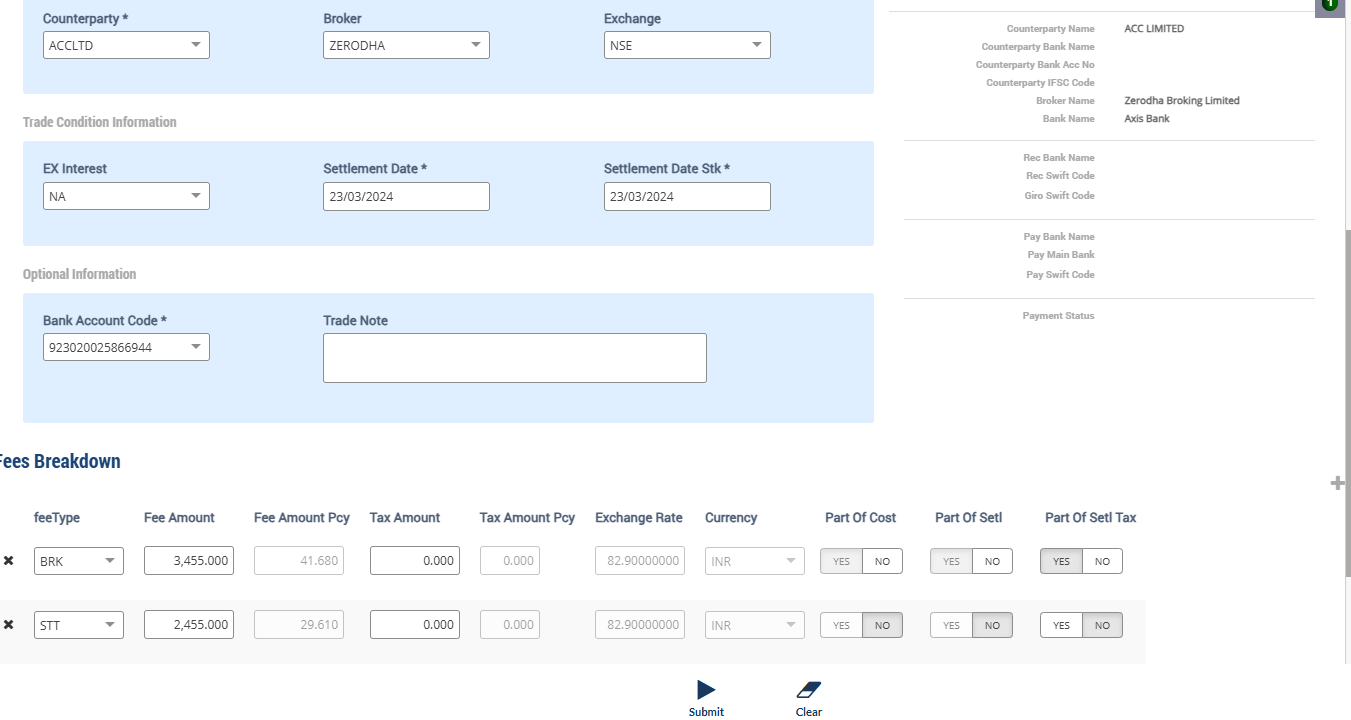 Counterparty * Broker Exchange
ACCLTD ZERODHA NSE
Trade Condition Information
EX Interest Settlement Date * Settlement Date Stk *
NA 23/03/2024 23/03/2024
Optional Information
Bank Account Code * Trade Note
923020025866944
1
Counterparty Name ACC LIMITED
Counterparty Bank Name
Counterparty Bank Acc No
Counterparty IFSC Code
Broker Name Zerodha Broking Limited
Bank Name Axis Bank
Rec Bank Name
Rec Swift Code
Giro Swift Code
Pay Bank Name
Pay Main Bank
Pay Swift Code
Payment Status
Fees Breakdown
feeType Fee Amount Fee Amount Pcy Tax Amount Tax Amount Pcy Exchange Rate Currency Part Of Cost Part Of Setl Part Of Setl Tax
BRK 3,455.000 41.680 0.000 0.000 82.90000000 INR YES NO YES NO YES NO
STT 2,455.000 29.610 0.000 0.000 82.90000000 INR YES NO YES NO YES NO
Submit Clear